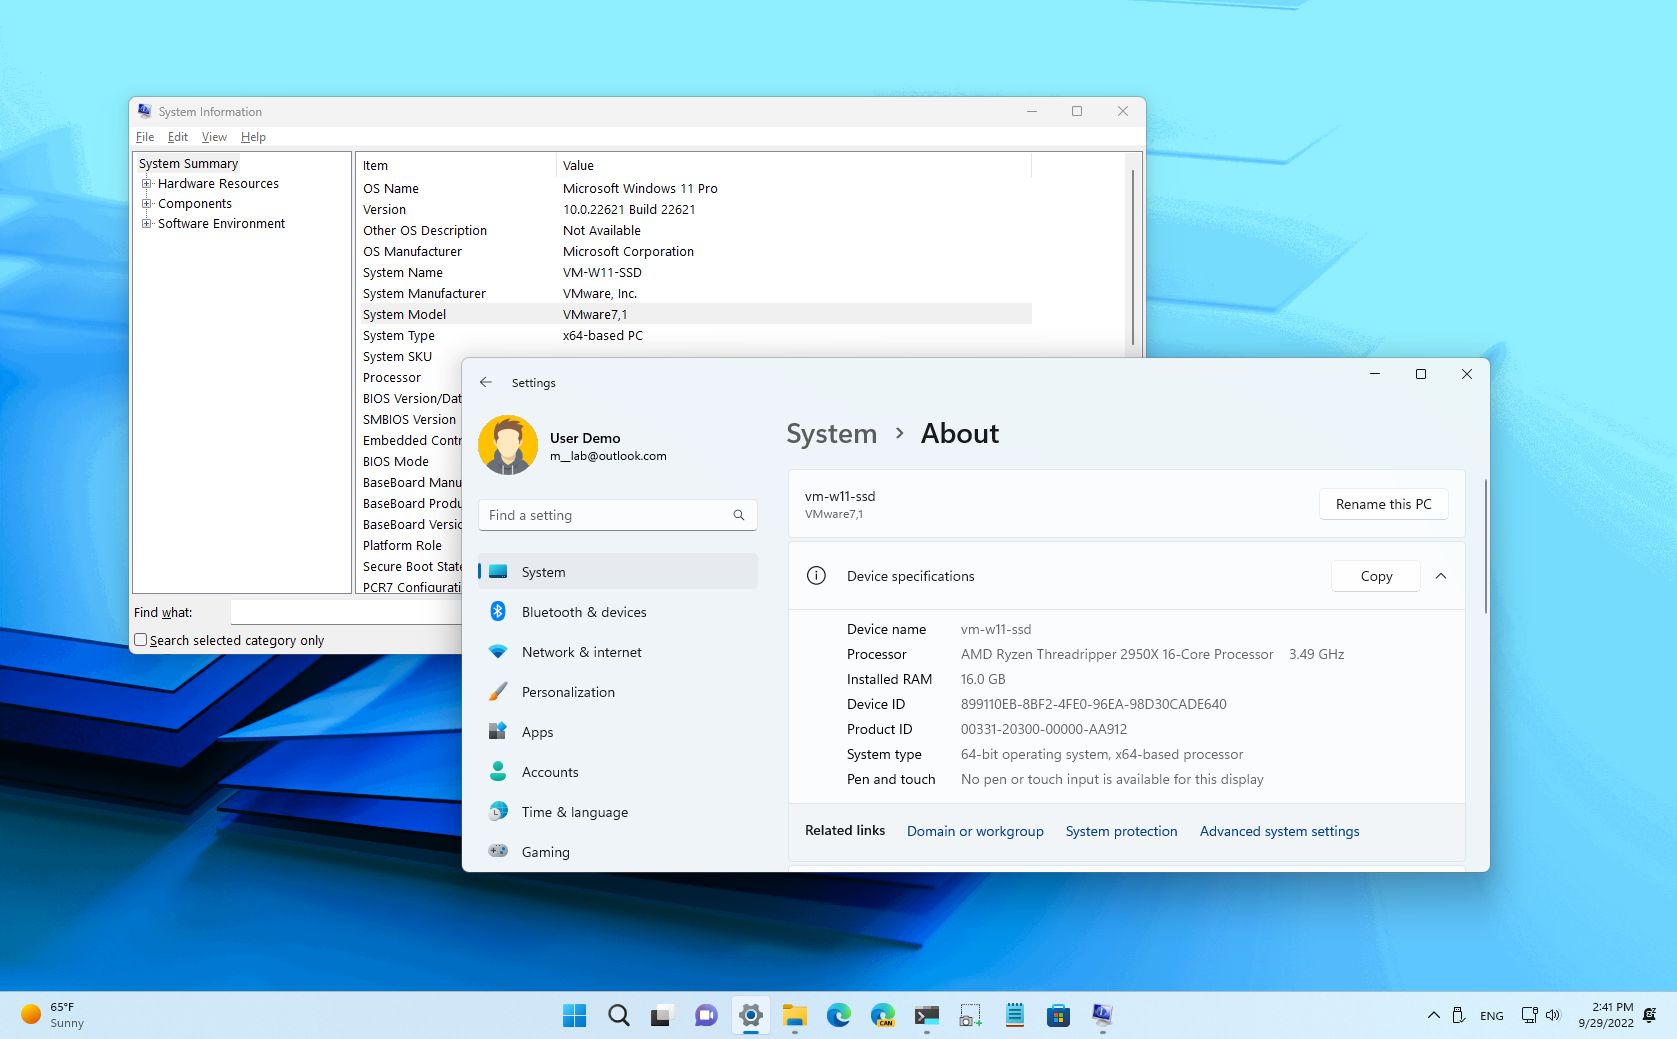 System Information
File Edit View Help
System Summary
Hardware Resources
Components
Software Environment
Item Value
OS Name Microsoft Windows 11 Pro
Version 10.0.22621 Build 22621
Other OS Description Not Available
OS Manufacturer Microsoft Corporation
System Name VM-W11-SSD
System Manufacturer VMware, Inc.
System Model VMware7,1
System Type x64-based PC
System SKU
Processor
BIOS Version/Dat
SMBIOS Version
Embedded Contr
BIOS Mode
BaseBoard Manu
BaseBoard Produ
BaseBoard Versio
Platform Role
Secure Boot State
PCR7 Configurati
Find what:
Search selected category only
Settings
User Demo
m__lab@outlook.com
Find a setting
System
Bluetooth & devices
Network & internet
Personalization
Apps
Accounts
Time & language
Gaming
System > About
vm-w11-ssd
VMware7,1
Rename this PC
Device specifications
Copy
Device name vm-w11-ssd
Processor AMD Ryzen Threadripper 2950X 16-Core Processor 3.49 GHz
Installed RAM 16.0 GB
Device ID 899110EB-8BF2-4FE0-96EA-98D30CADE640
Product ID 00331-20300-00000-AA912
System type 64-bit operating system, x64-based processor
Pen and touch No pen or touch input is available for this display
Related links Domain or workgroup System protection Advanced system settings
65°F
Sunny
CAN
ENG
2:41 PM
9/29/2022